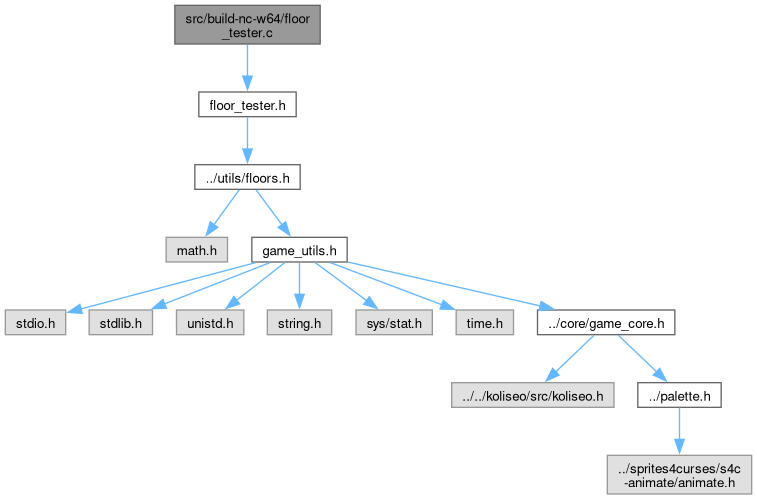 src/build-nc-w64/floor
_tester.c
floor_tester.h
../utils/floors.h
math.h
game_utils.h
stdio.h
stdlib.h
unistd.h
string.h
sys/stat.h
time.h
../core/game_core.h
../../koliseo/src/koliseo.h
../palette.h
../sprites4curses/s4c
-animate/animate.h